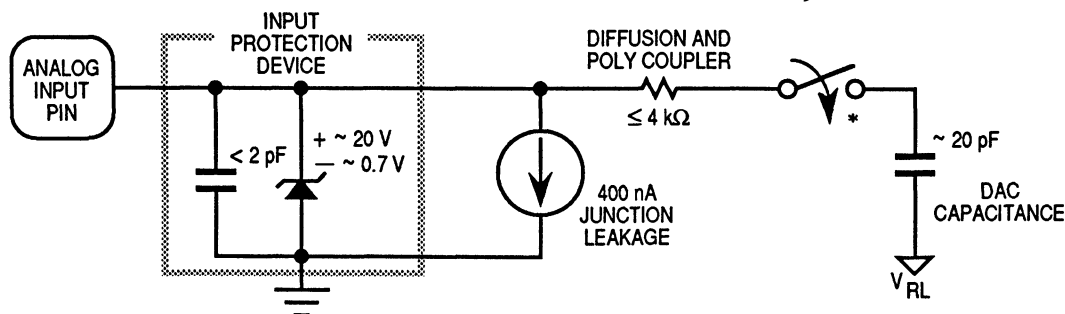 INPUT
PROTECTION
DEVICE
ANALOG
INPUT
PIN
< 2 pF
+ ~ 20 V
— ~ 0.7 V
400 nA
JUNCTION
LEAKAGE
DIFFUSION AND
POLY COUPLER
≤ 4 kΩ
*
~ 20 pF
DAC
CAPACITANCE
VRL